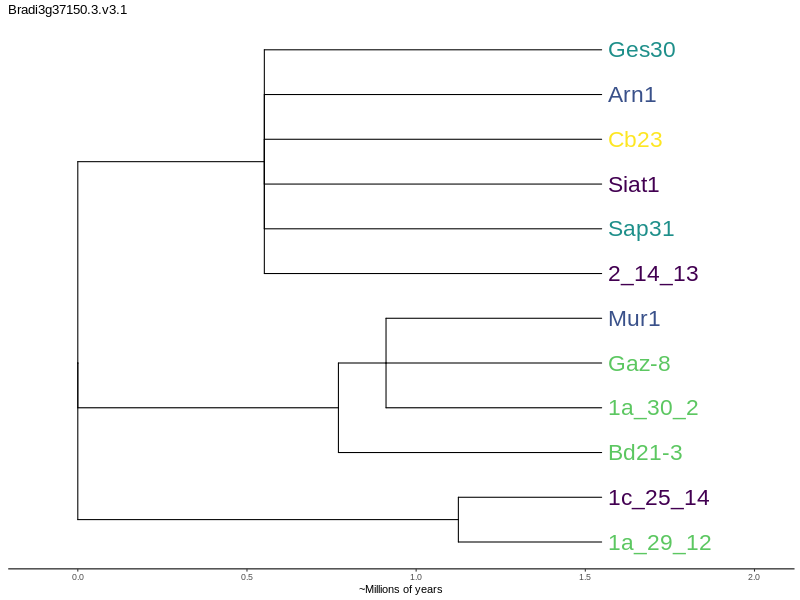 Bradi3g37150.3.v3.1
Ges30
Arn1
Cb23
Siat1
Sap31
2_14_13
Mur1
Gaz-8
1a_30_2
Bd21-3
1c_25_14
1a_29_12
0.0 0.5 1.0 1.5 2.0
~Millions of years